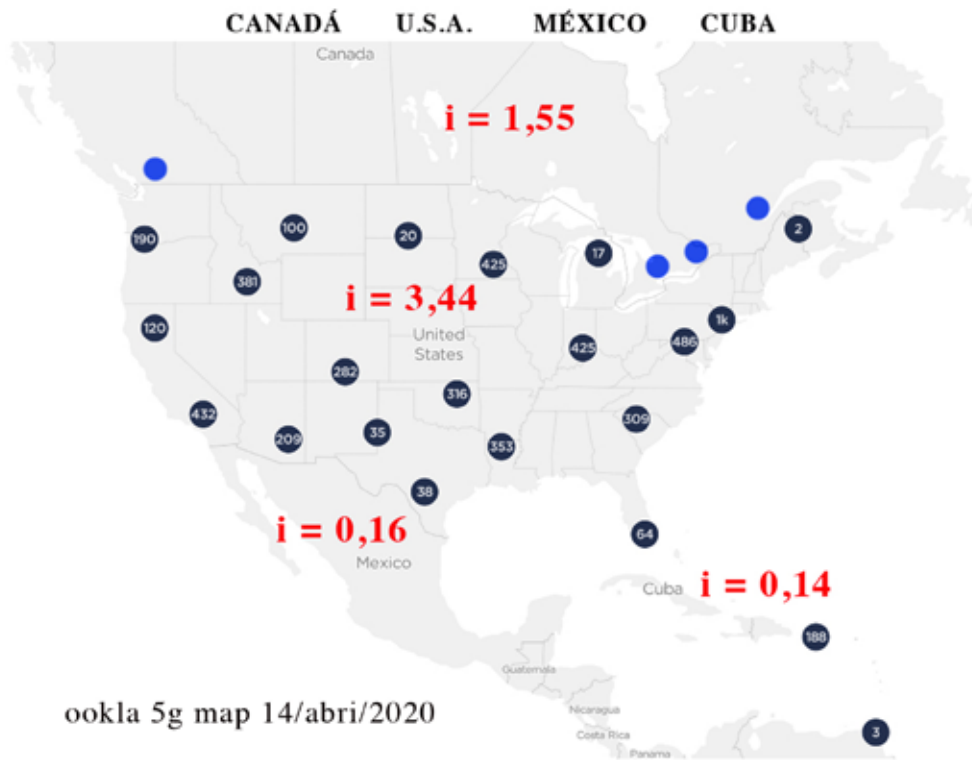 CANADÁ U.S.A. MÉXICO CUBA
Canada
i = 1,55
190
100
20
2
17
425
381
i = 3,44
120
1k
United
States
425
486
282
316
432
309
209
35
353
38
i = 0,16
64
Mexico
Cuba
i = 0,14
188
Guatemala
ookla 5g map 14/abri/2020
Nicaragua
Costa Rica
3
Panama